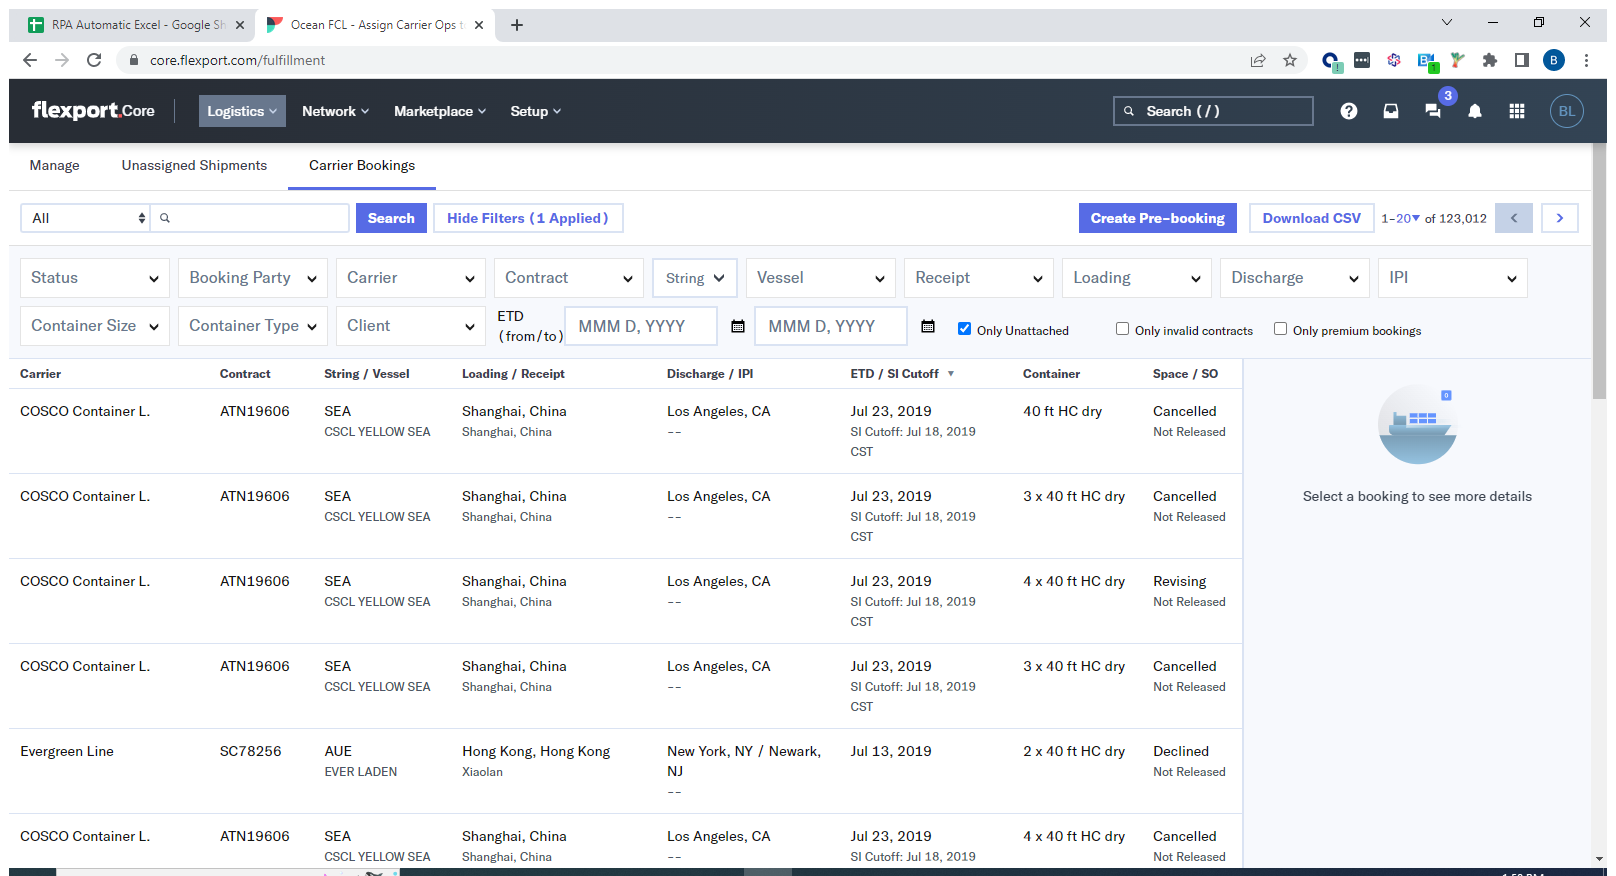 RPA Automatic Excel - Google Sh
Ocean FCL - Assign Carrier Ops t
core.flexport.com/fulfillment
1
B
flexport.Core
Logistics
Network
Marketplace
Setup
Search (/)
3
BL
Manage
Unassigned Shipments
Carrier Bookings
All
Search
Hide Filters (1 Applied)
Create Pre-booking
Download CSV
1-20▾ of 123,012
Status
Booking Party
Carrier
Contract
String
Vessel
Receipt
Loading
Discharge
IPI
Container Size
Container Type
Client
ETD
(from/to)
MMM D, YYYY
MMM D, YYYY
Only Unattached
Only invalid contracts
Only premium bookings
Carrier Contract String / Vessel Loading / Receipt Discharge / IPI ETD / SI Cutoff ▾ Container Space / SO
COSCO Container L. ATN19606 SEA Shanghai, China Los Angeles, CA Jul 23, 2019 40 ft HC dry Cancelled
CSCL YELLOW SEA Shanghai, China -- SI Cutoff: Jul 18, 2019 Not Released
CST
COSCO Container L. ATN19606 SEA Shanghai, China Los Angeles, CA Jul 23, 2019 3 x 40 ft HC dry Cancelled
CSCL YELLOW SEA Shanghai, China -- SI Cutoff: Jul 18, 2019 Not Released
CST
COSCO Container L. ATN19606 SEA Shanghai, China Los Angeles, CA Jul 23, 2019 4 x 40 ft HC dry Revising
CSCL YELLOW SEA Shanghai, China -- SI Cutoff: Jul 18, 2019 Not Released
CST
COSCO Container L. ATN19606 SEA Shanghai, China Los Angeles, CA Jul 23, 2019 3 x 40 ft HC dry Cancelled
CSCL YELLOW SEA Shanghai, China -- SI Cutoff: Jul 18, 2019 Not Released
CST
Evergreen Line SC78256 AUE Hong Kong, Hong Kong New York, NY / Newark, Jul 13, 2019 2 x 40 ft HC dry Declined
EVER LADEN Xiaolan NJ Not Released
--
COSCO Container L. ATN19606 SEA Shanghai, China Los Angeles, CA Jul 23, 2019 4 x 40 ft HC dry Cancelled
CSCL YELLOW SEA Shanghai, China -- SI Cutoff: Jul 18, 2019 Not Released
0
Select a booking to see more details